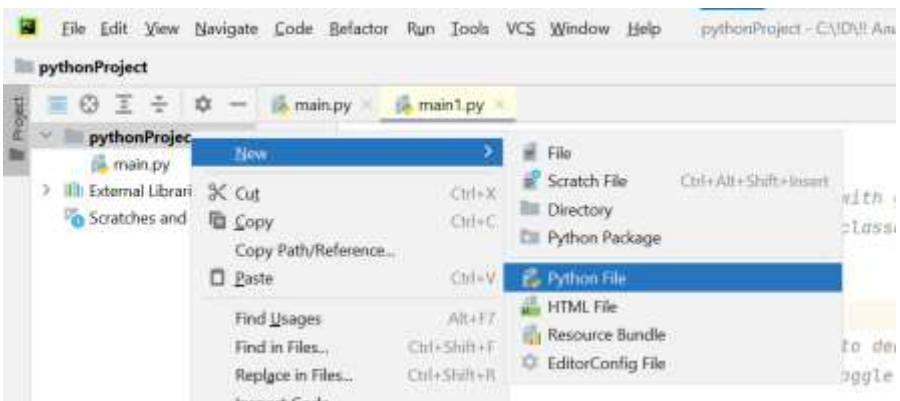 File Edit View Navigate Code Refactor Run Tools VCS Window Help pythonProject - C:\
pythonProject
Project
main.py
main1.py
pythonProjec
main.py
External Librari
Scratches and
New
Cut Ctrl+X
Copy Ctrl+C
Copy Path/Reference...
Paste Ctrl+V
Find Usages Alt+F7
Find in Files... Ctrl+Shift+F
Replace in Files... Ctrl+Shift+R
File
Scratch File Ctrl+Alt+Shift+Insert
Directory
Python Package
Python File
HTML File
Resource Bundle
EditorConfig File
with
classe
to de
oggle